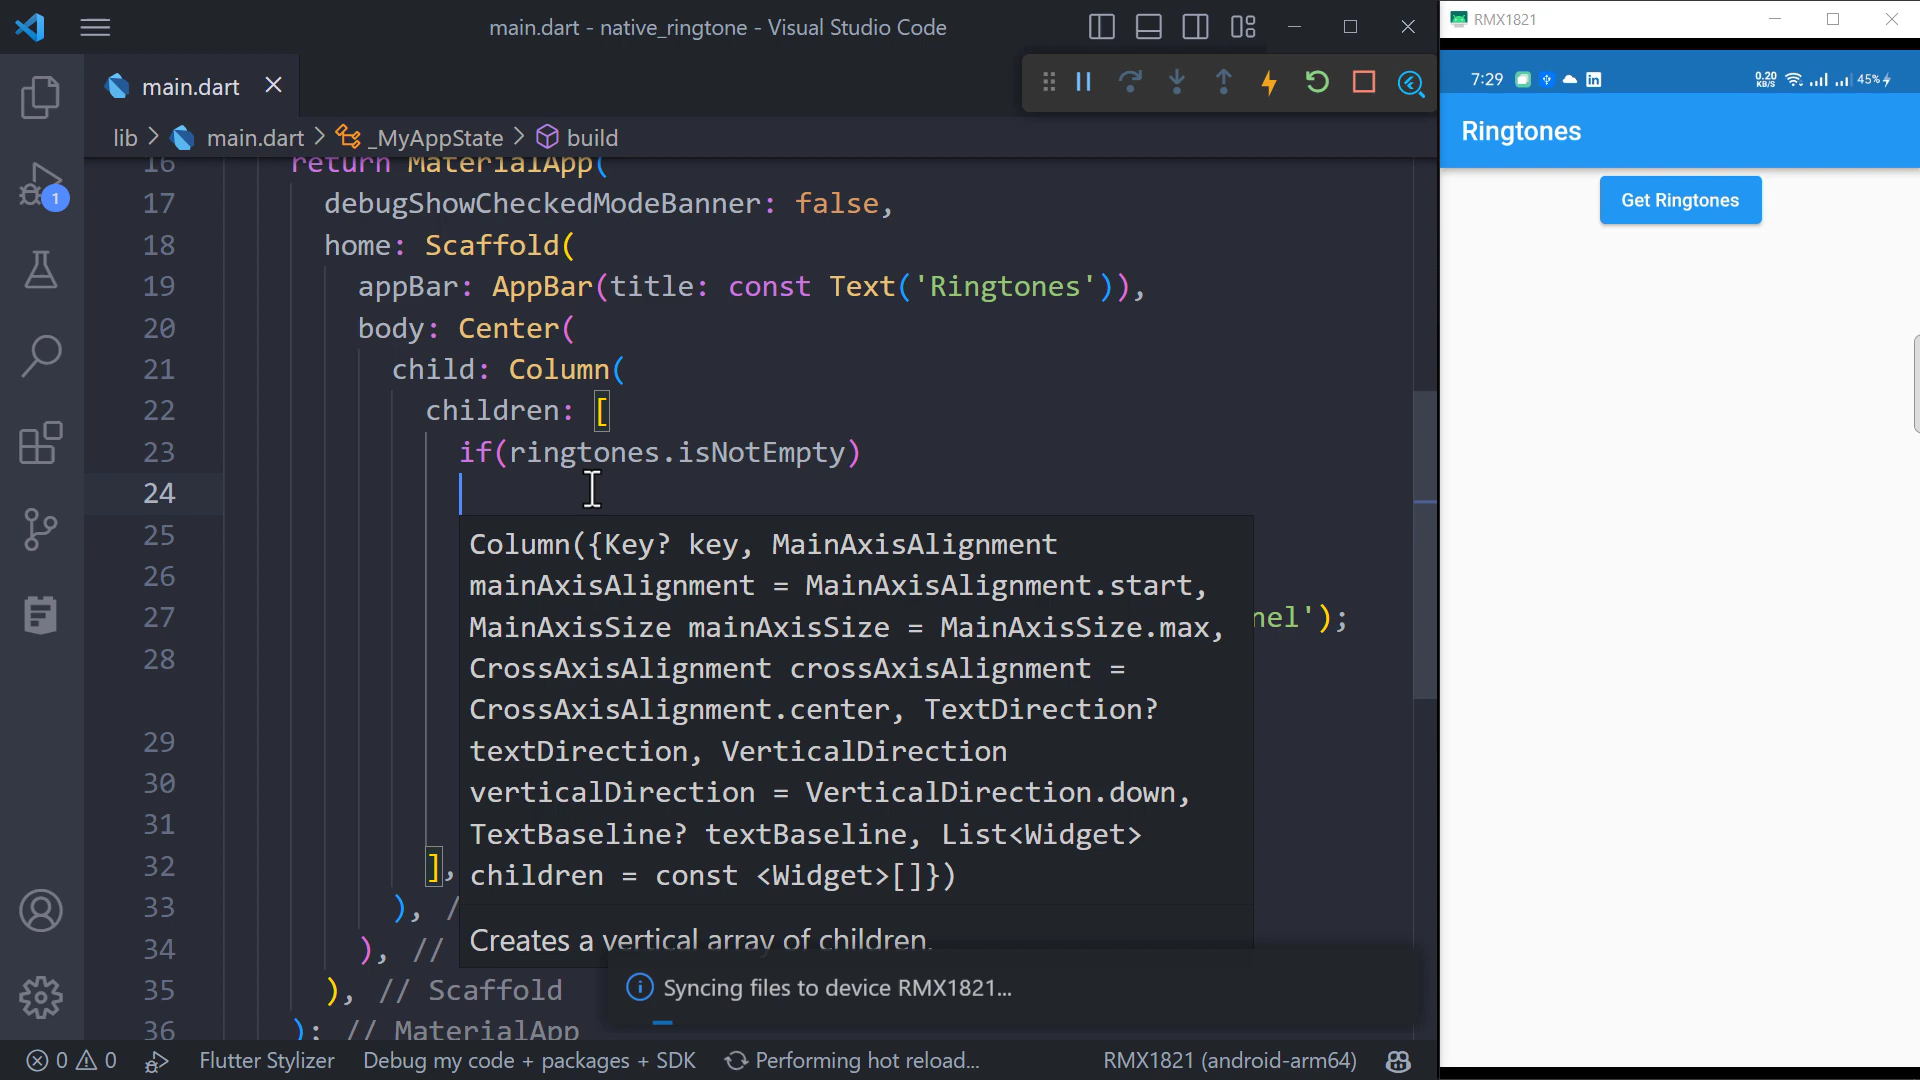 main.dart - native_ringtone - Visual Studio Code
main.dart
lib > main.dart > _MyAppState > build
16 return MaterialApp(
17 debugShowCheckedModeBanner: false,
18 home: Scaffold(
19 appBar: AppBar(title: const Text('Ringtones')),
20 body: Center(
21 child: Column(
22 children: [
23 if(ringtones.isNotEmpty)
24
25
26
27 nel');
28
29
30
31
32 ],
33 ), /
34 ), //
35 ), // Scaffold
36 ); // MaterialApp
Column({Key? key, MainAxisAlignment
mainAxisAlignment = MainAxisAlignment.start,
MainAxisSize mainAxisSize = MainAxisSize.max,
CrossAxisAlignment crossAxisAlignment =
CrossAxisAlignment.center, TextDirection?
textDirection, VerticalDirection
verticalDirection = VerticalDirection.down,
TextBaseline? textBaseline, List<Widget>
children = const <Widget>[]})
Creates a vertical array of children.
Syncing files to device RMX1821...
1
0 0 Flutter Stylizer Debug my code + packages + SDK Performing hot reload... RMX1821 (android-arm64)
RMX1821
7:29 in 0.20 KB/S 45%
Ringtones
Get Ringtones